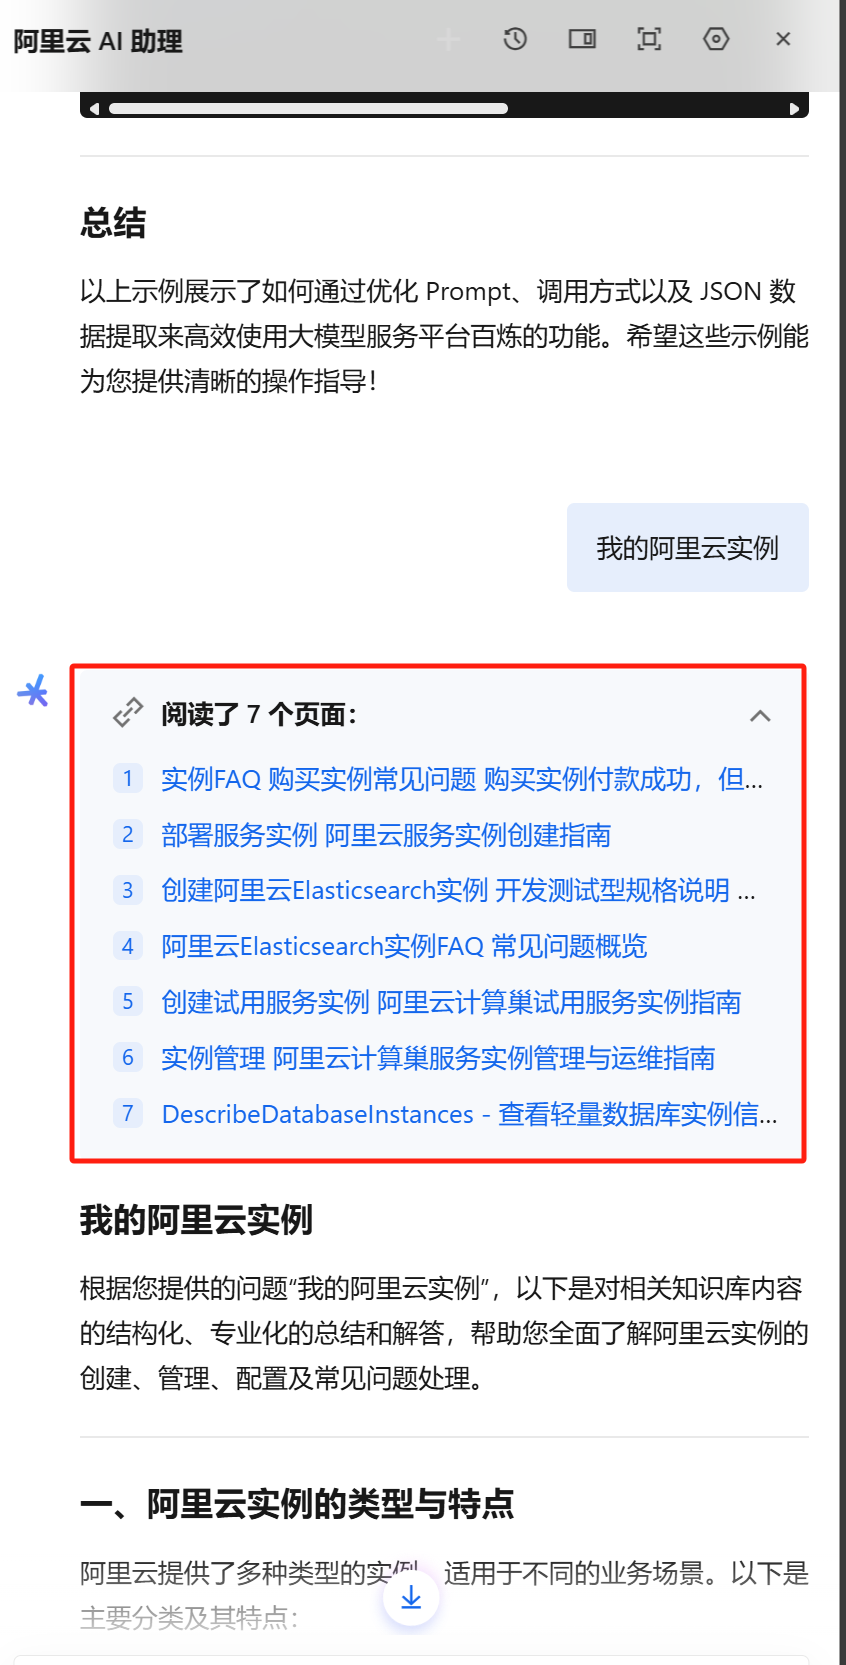 阿里云 AI 助理
总结
以上示例展示了如何通过优化 Prompt、调用方式以及 JSON 数
据提取来高效使用大模型服务平台百炼的功能。希望这些示例能
为您提供清晰的操作指导！
我的阿里云实例
阅读了 7 个页面：
1 实例FAQ 购买实例常见问题 购买实例付款成功，但...
2 部署服务实例 阿里云服务实例创建指南
3 创建阿里云Elasticsearch实例 开发测试型规格说明 ...
4 阿里云Elasticsearch实例FAQ 常见问题概览
5 创建试用服务实例 阿里云计算巢试用服务实例指南
6 实例管理 阿里云计算巢服务实例管理与运维指南
7 DescribeDatabaseInstances - 查看轻量数据库实例信...
我的阿里云实例
根据您提供的问题“我的阿里云实例”，以下是对相关知识库内容
的结构化、专业化的总结和解答，帮助您全面了解阿里云实例的
创建、管理、配置及常见问题处理。
一、阿里云实例的类型与特点
阿里云提供了多种类型的实例，适用于不同的业务场景。以下是
主要分类及其特点：